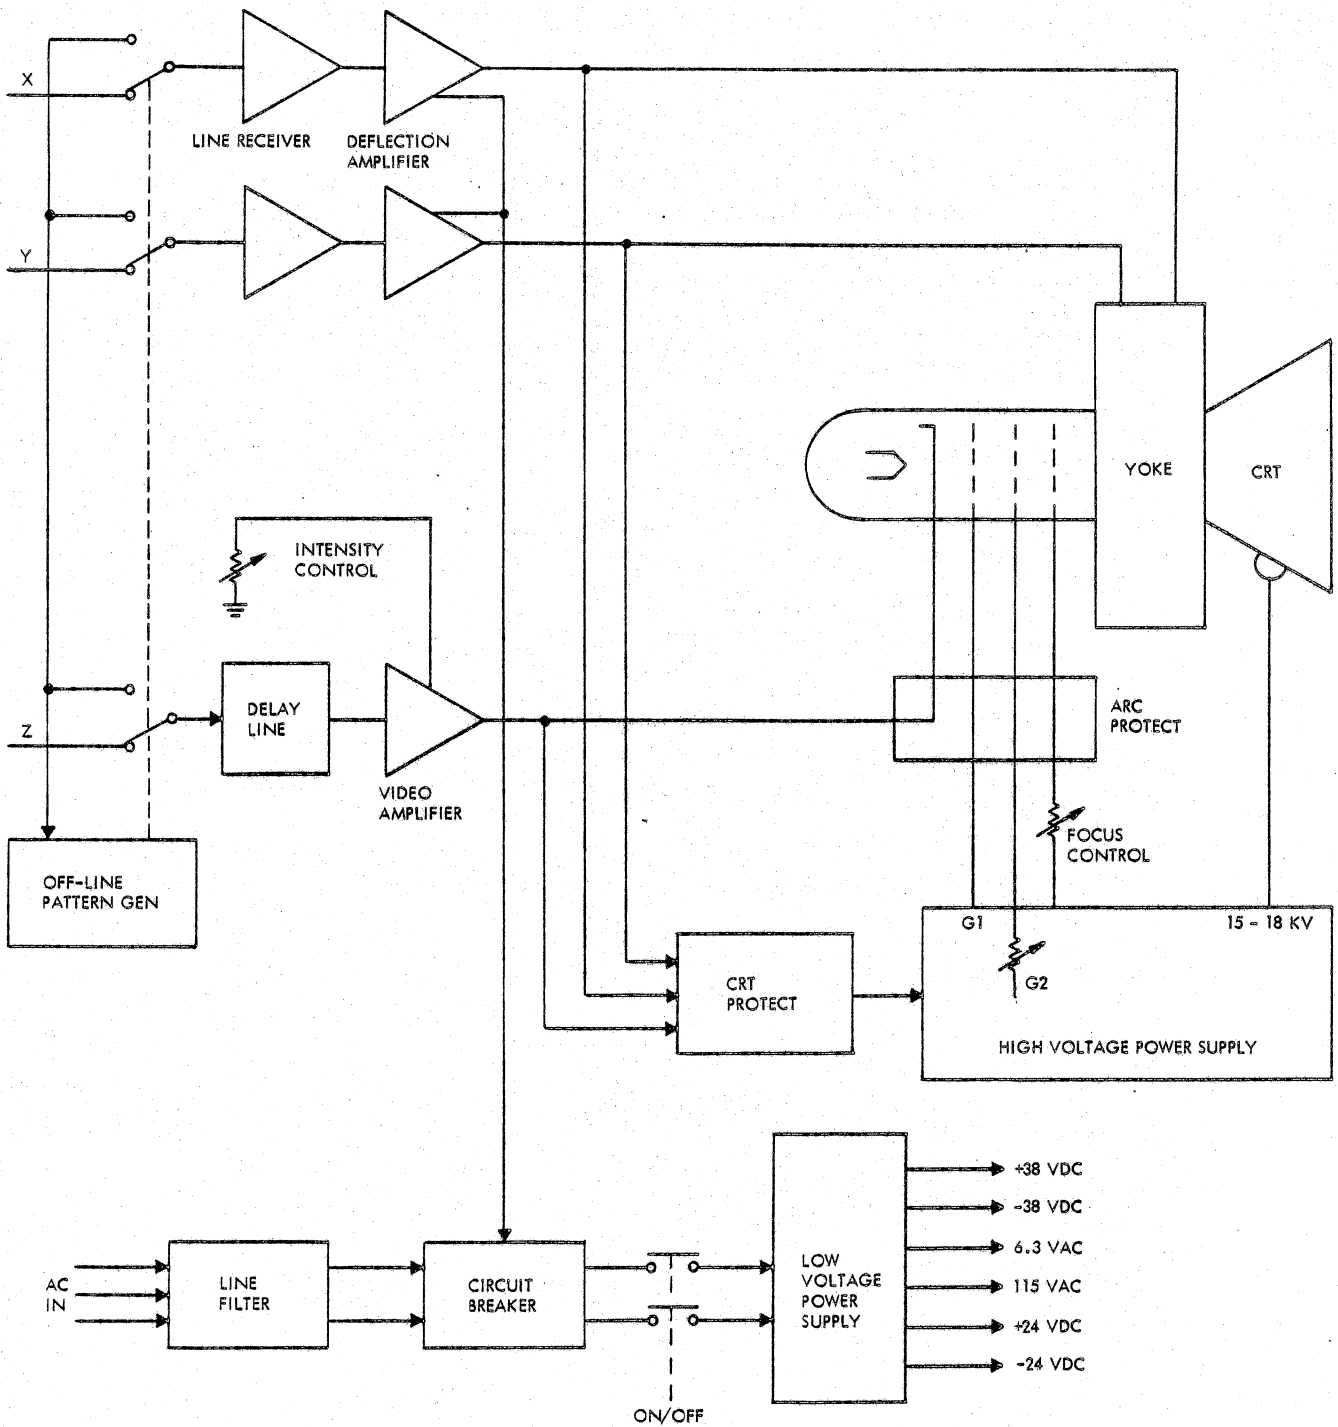 X
LINE RECEIVER
DEFLECTION
AMPLIFIER
Y
YOKE
CRT
INTENSITY
CONTROL
Z
DELAY
LINE
VIDEO
AMPLIFIER
ARC
PROTECT
FOCUS
CONTROL
OFF-LINE
PATTERN GEN
G1
15 - 18 KV
G2
CRT
PROTECT
HIGH VOLTAGE POWER SUPPLY
AC
IN
LINE
FILTER
CIRCUIT
BREAKER
ON/OFF
LOW
VOLTAGE
POWER
SUPPLY
+38 VDC
-38 VDC
6.3 VAC
115 VAC
+24 VDC
-24 VDC